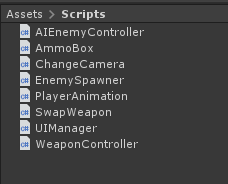 Assets > Scripts
AIEnemyController
AmmoBox
ChangeCamera
EnemySpawner
PlayerAnimation
SwapWeapon
UIManager
WeaponController